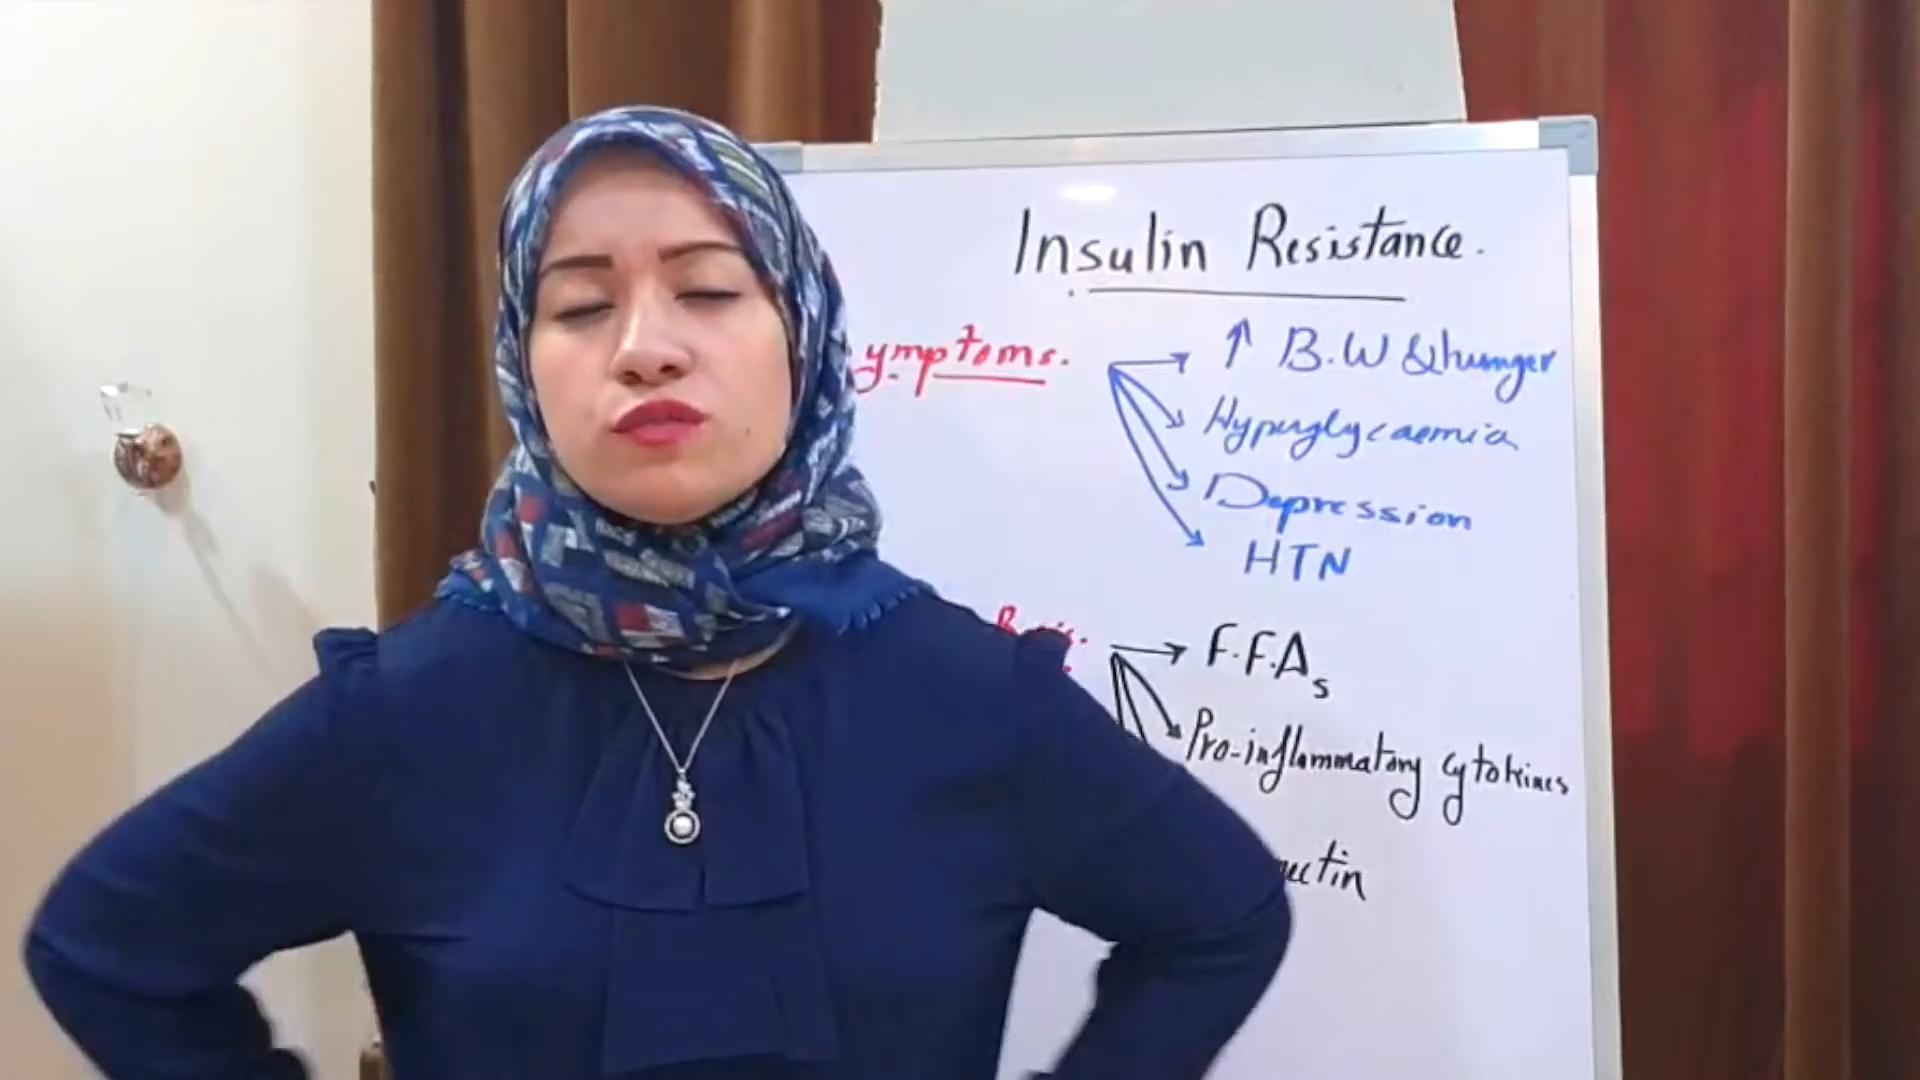 Insulin Resistance.
ymptoms.
↑ B.W & hunger
Hyperglycaemia
Depression
HTN
F.F.As
Pro-inflammatory cytokines
ectin